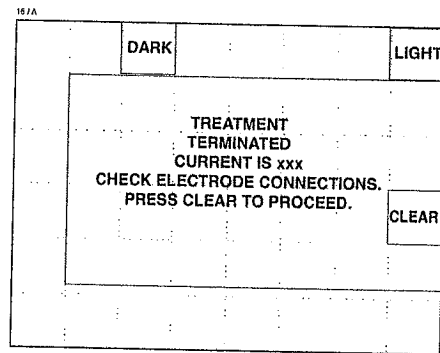 16 / A
DARK
LIGHT
TREATMENT
TERMINATED
CURRENT IS xxx
CHECK ELECTRODE CONNECTIONS.
PRESS CLEAR TO PROCEED.
CLEAR